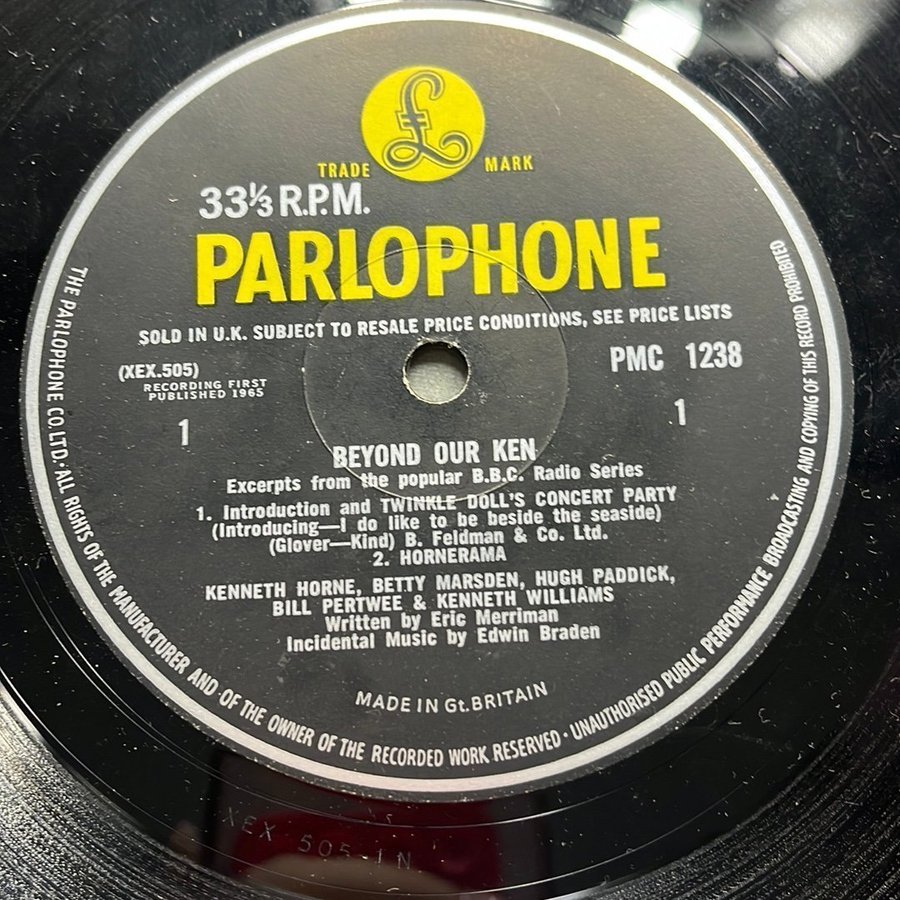 £
TRADE MARK
33⅓ R.P.M.
PARLOPHONE
SOLD IN U.K. SUBJECT TO RESALE PRICE CONDITIONS, SEE PRICE LISTS
(XEX.505)
RECORDING FIRST
PUBLISHED 1965
PMC 1238
1
1
BEYOND OUR KEN
Excerpts from the popular B.B.C. Radio Series
1. Introduction and TWINKLE DOLL'S CONCERT PARTY
(Introducing—I do like to be beside the seaside)
(Glover—Kind) B. Feldman & Co. Ltd.
2. HORNERAMA
KENNETH HORNE, BETTY MARSDEN, HUGH PADDICK,
BILL PERTWEE & KENNETH WILLIAMS
Written by Eric Merriman
Incidental Music by Edwin Braden
MADE IN Gt. BRITAIN
THE PARLOPHONE CO. LTD. · ALL RIGHTS OF THE MANUFACTURER AND · OF THE OWNER OF THE RECORDED WORK RESERVED · UNAUTHORISED PUBLIC PERFORMANCE BROADCASTING AND COPYING OF THIS RECORD PROHIBITED
XEX 505-1N